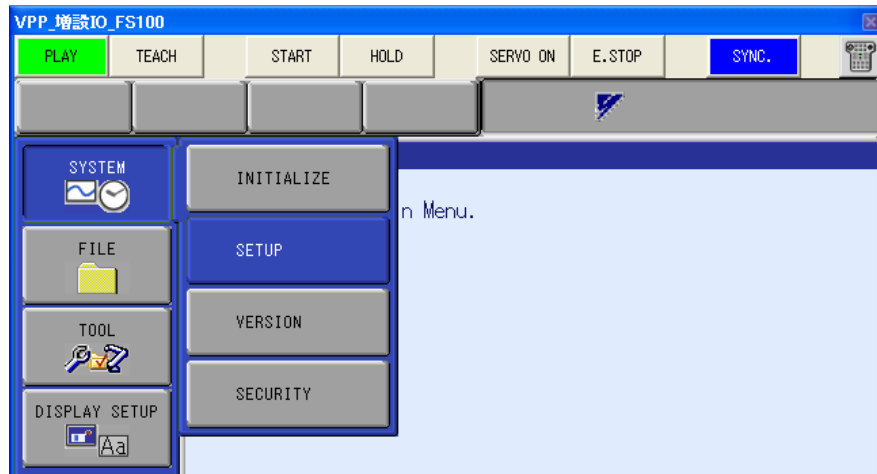 VPP_増設IO_FS100
PLAY TEACH START HOLD SERVO ON E.STOP SYNC.
SYSTEM
INITIALIZE
n Menu.
FILE
SETUP
TOOL
VERSION
DISPLAY SETUP
SECURITY
Aa